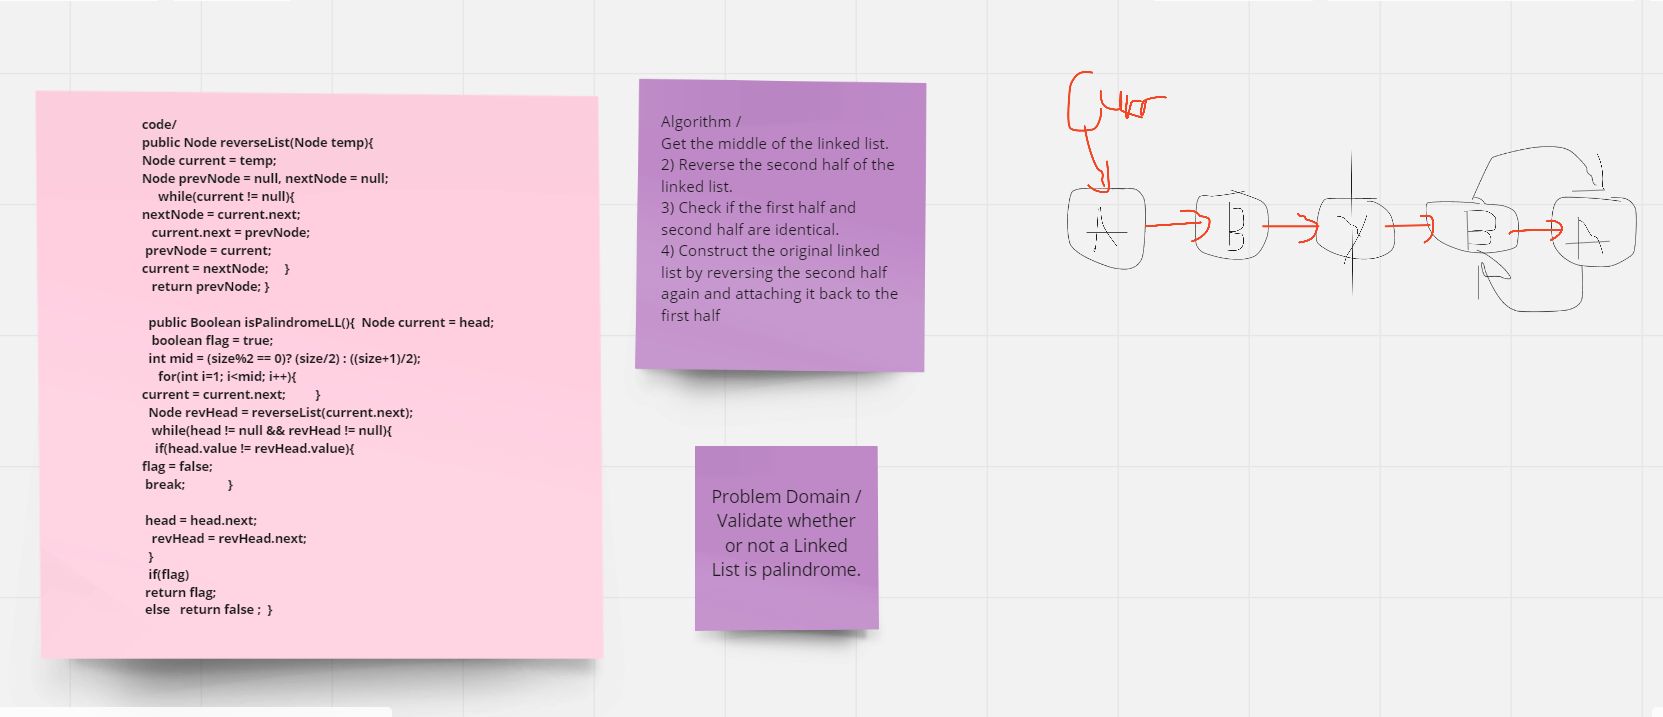 code/
public Node reverseList(Node temp){
Node current = temp;
Node prevNode = null, nextNode = null;
while(current != null){
nextNode = current.next;
current.next = prevNode;
prevNode = current;
current = nextNode; }
return prevNode; }
public Boolean isPalindromeLL(){ Node current = head;
boolean flag = true;
int mid = (size%2 == 0)? (size/2) : ((size+1)/2);
for(int i=1; i<mid; i++){
current = current.next; }
Node revHead = reverseList(current.next);
while(head != null && revHead != null){
if(head.value != revHead.value){
flag = false;
break; }
head = head.next;
revHead = revHead.next;
}
if(flag)
return flag;
else return false ; }
Algorithm /
Get the middle of the linked list.
2) Reverse the second half of the
linked list.
3) Check if the first half and
second half are identical.
4) Construct the original linked
list by reversing the second half
again and attaching it back to the
first half
Problem Domain /
Validate whether
or not a Linked
List is palindrome.
A B Y B A